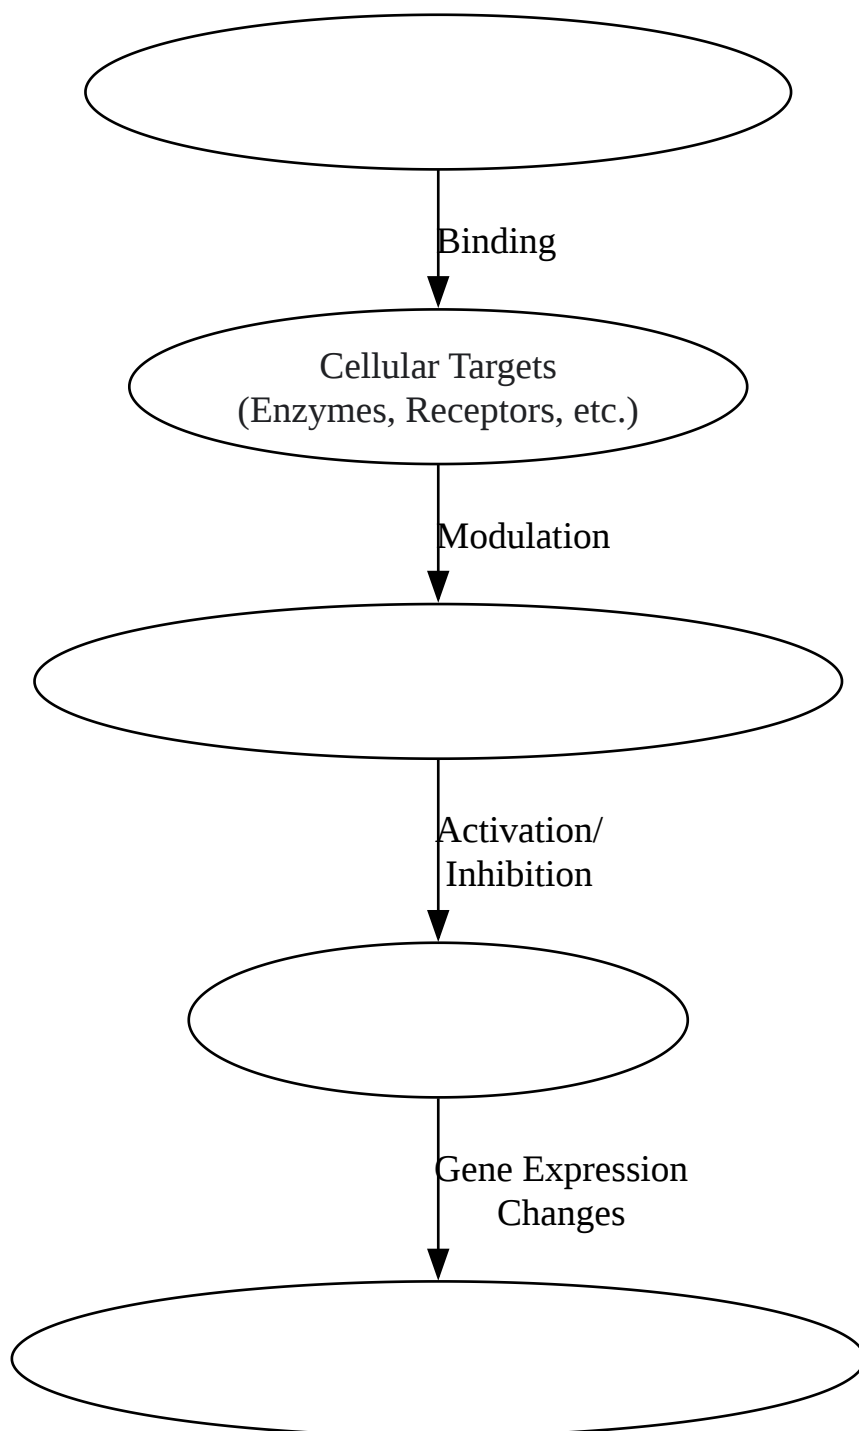 Binding
Cellular Targets
(Enzymes, Receptors, etc.)
Modulation
Activation/
Inhibition
Gene Expression
Changes